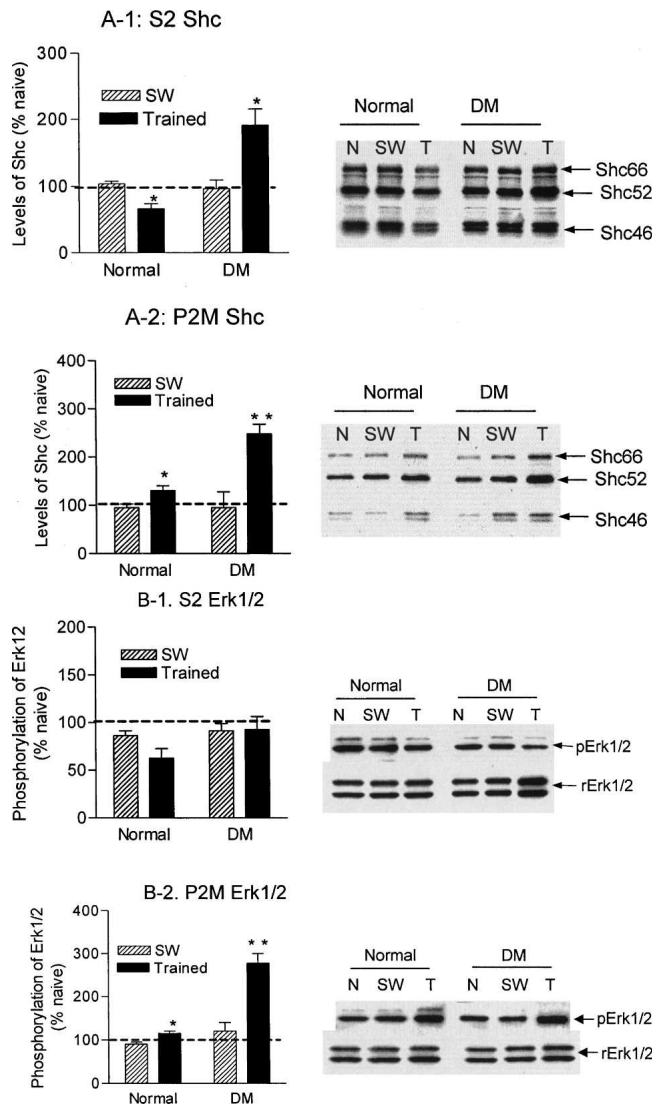 A-1: S2 Shc
Levels of Shc (% naive)
300
200
100
0
SW
Trained
*
*
Normal DM
Normal DM
N SW T N SW T
Shc66
Shc52
Shc46
A-2: P2M Shc
Levels of Shc (% naive)
400
300
200
100
0
SW
Trained
*
* *
Normal DM
Normal DM
N SW T N SW T
Shc66
Shc52
Shc46
B-1. S2 Erk1/2
Phosphorylation of Erk12
(% naive)
200
150
100
50
0
SW
Trained
Normal DM
Normal DM
N SW T N SW T
pErk1/2
rErk1/2
B-2. P2M Erk1/2
Phosphorylation of Erk1/2
(% naive)
400
300
200
100
0
SW
Trained
*
* *
Normal DM
Normal DM
N SW T N SW T
pErk1/2
rErk1/2